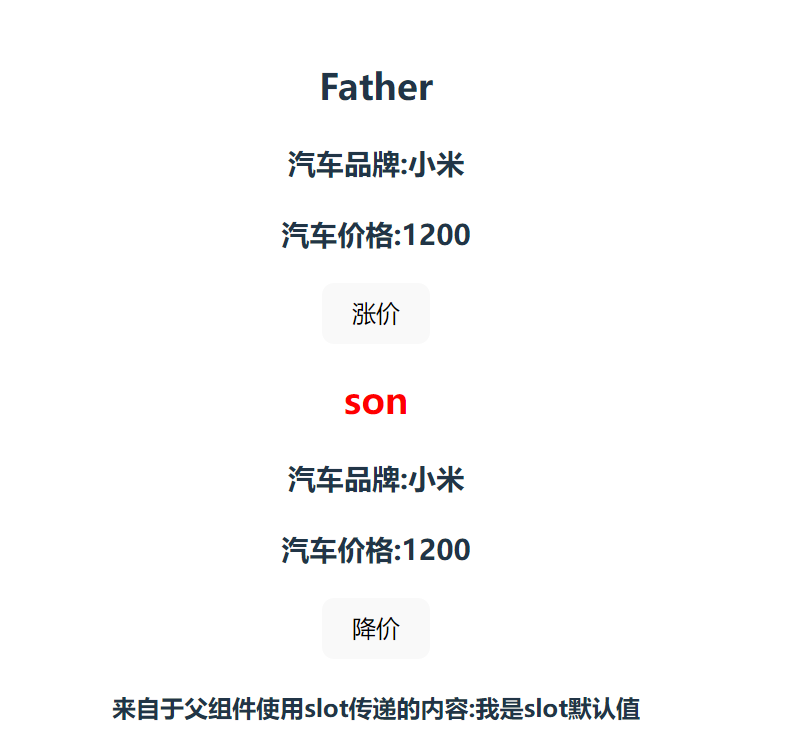 Father
汽车品牌:小米
汽车价格:1200
涨价
son
汽车品牌:小米
汽车价格:1200
降价
来自于父组件使用slot传递的内容:我是slot默认值